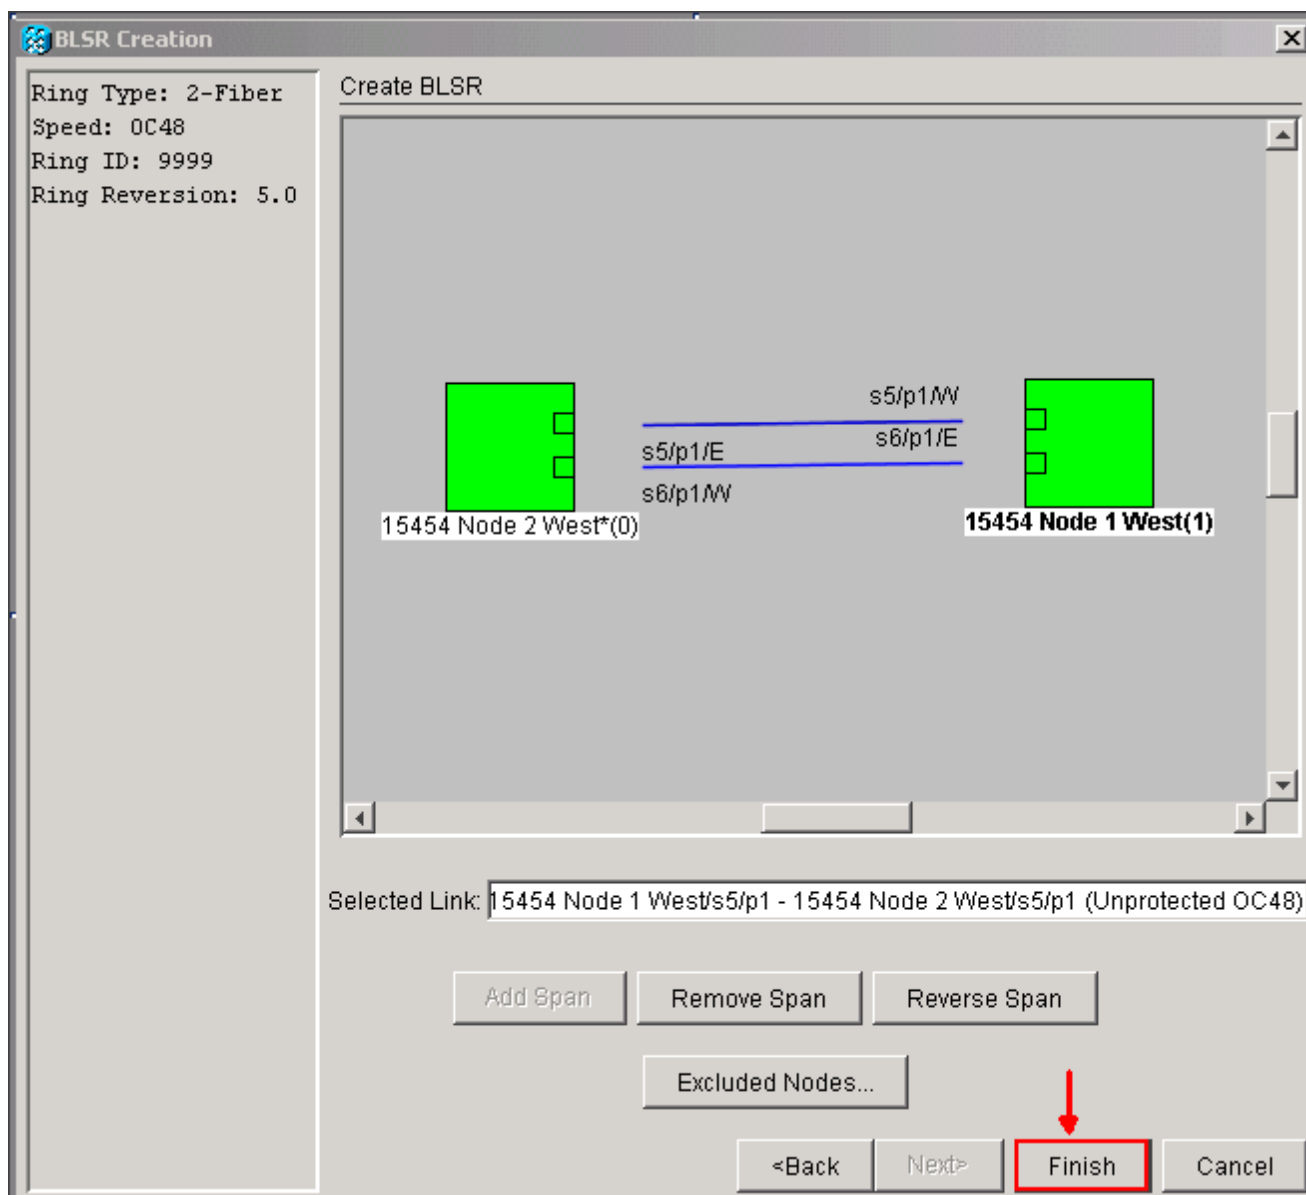 BLSR Creation
Ring Type: 2-Fiber
Speed: OC48
Ring ID: 9999
Ring Reversion: 5.0
Create BLSR
s5/p1/W
s6/p1/E
s5/p1/E
s6/p1/W
15454 Node 2 West*(0)
15454 Node 1 West(1)
Selected Link: 15454 Node 1 West/s5/p1 - 15454 Node 2 West/s5/p1 (Unprotected OC48)
Add Span Remove Span Reverse Span
Excluded Nodes...
<Back Next> Finish Cancel